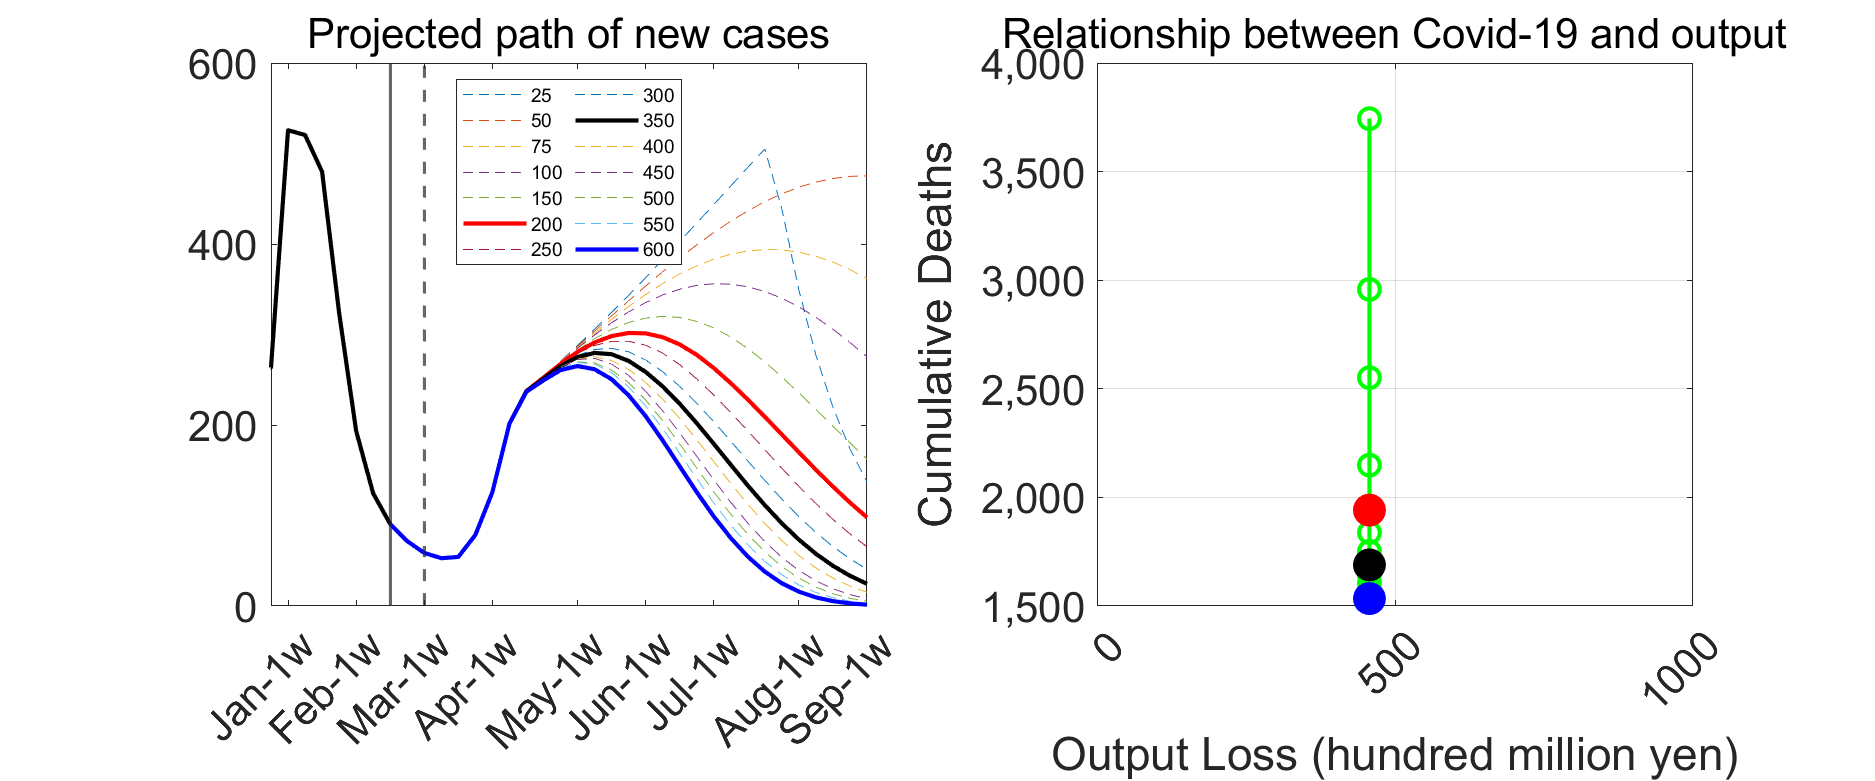 Projected path of new cases
600
400
200
0
25
50
75
100
150
200
250
300
350
400
450
500
550
600
Jan-1w
Feb-1w
Mar-1w
Apr-1w
May-1w
Jun-1w
Jul-1w
Aug-1w
Sep-1w
Relationship between Covid-19 and output
Cumulative Deaths
4,000
3,500
3,000
2,500
2,000
1,500
0
500
1000
Output Loss (hundred million yen)